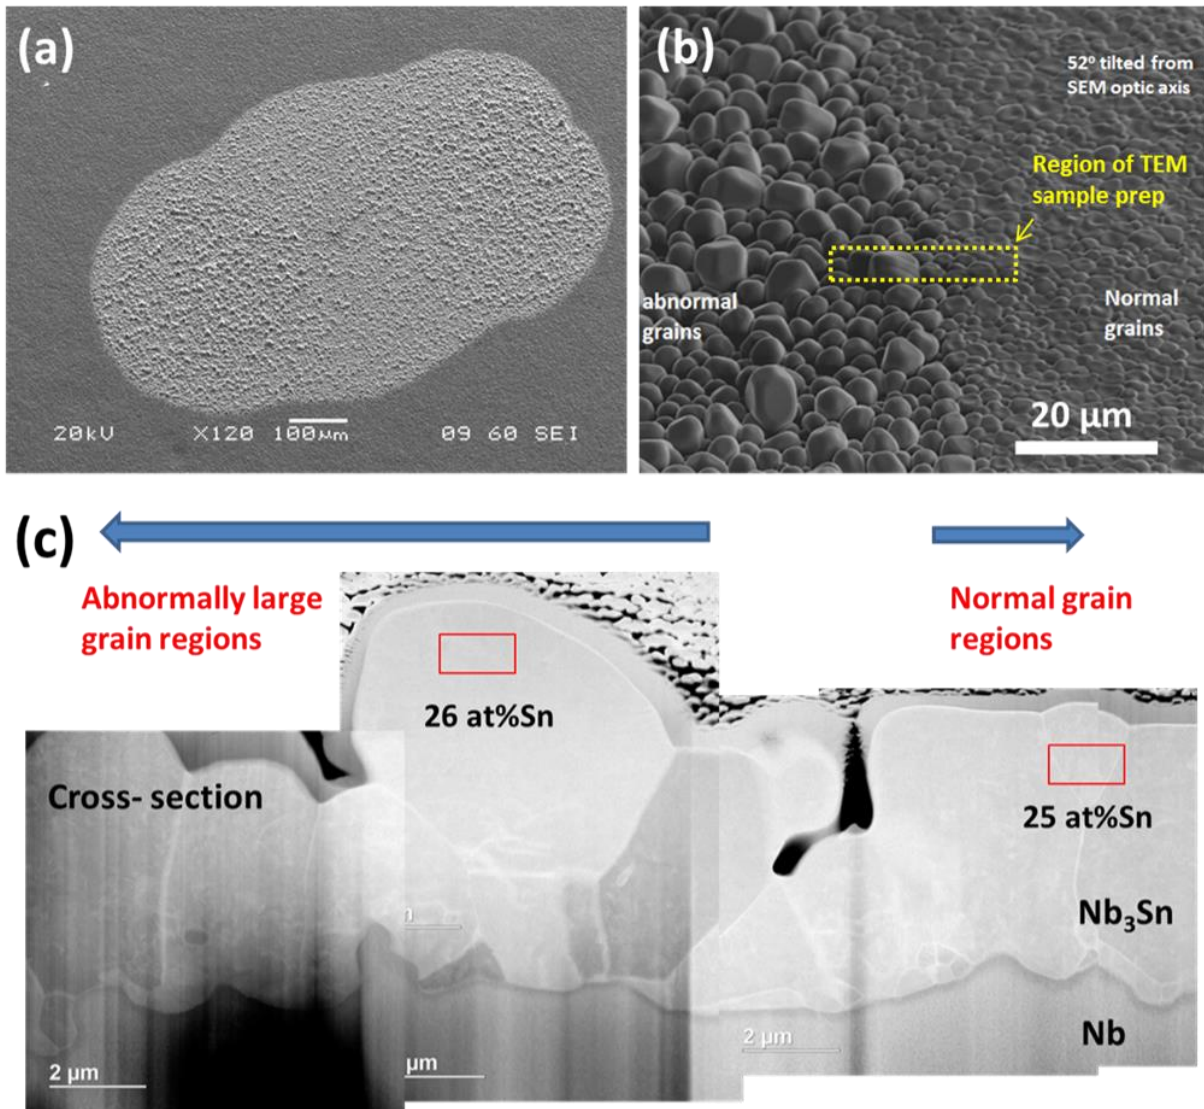 (a)
20kV X120 100µm 09 60 SEI
(b)
52° tilted from
SEM optic axis
Region of TEM
sample prep
abnormal
grains
Normal
grains
20 µm
(c)
Abnormally large
grain regions
Normal grain
regions
26 at%Sn
Cross- section
25 at%Sn
Nb₃Sn
Nb
2 µm
µm
2 µm